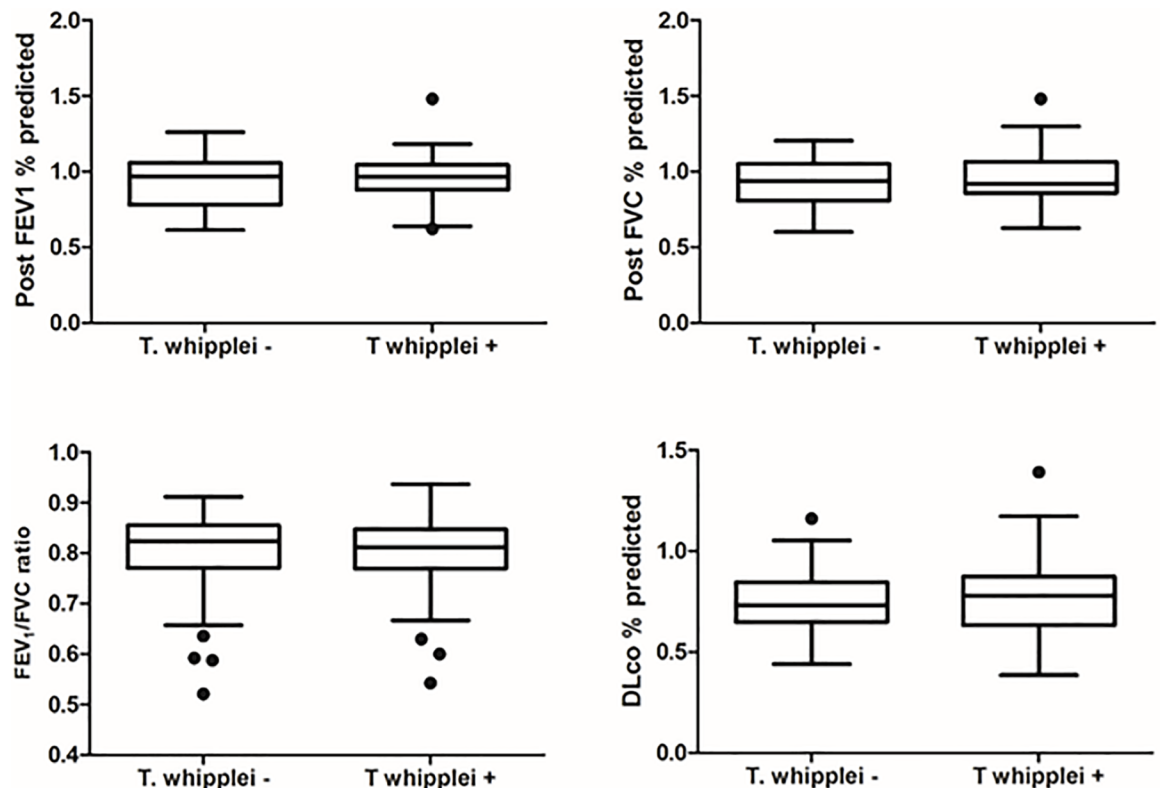 Post FEV1 % predicted
2.0
1.5
1.0
0.5
0.0
T. whipplei -
T whipplei +
Post FVC % predicted
2.0
1.5
1.0
0.5
0.0
T. whipplei -
T whipplei +
FEV₁/FVC ratio
1.0
0.9
0.8
0.7
0.6
0.5
0.4
T. whipplei -
T whipplei +
DLco % predicted
1.5
1.0
0.5
0.0
T. whipplei -
T whipplei +